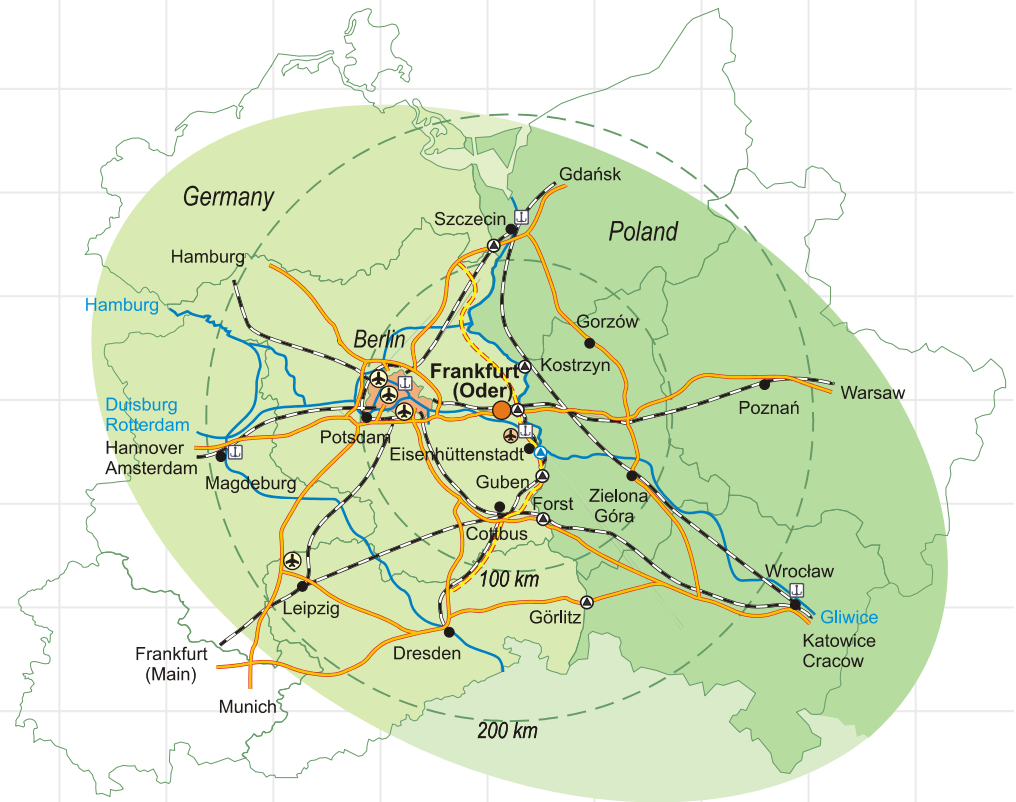 Gdańsk
Germany
Szczecin
Poland
Hamburg
Hamburg
Gorzów
Berlin
Kostrzyn
Frankfurt
(Oder)
Warsaw
Poznań
Duisburg
Rotterdam
Hannover
Amsterdam
Potsdam
Eisenhüttenstadt
Magdeburg
Guben
Zielona
Góra
Forst
Cottbus
Wrocław
100 km
Leipzig
Görlitz
Gliwice
Katowice
Cracow
Frankfurt
(Main)
Dresden
Munich
200 km